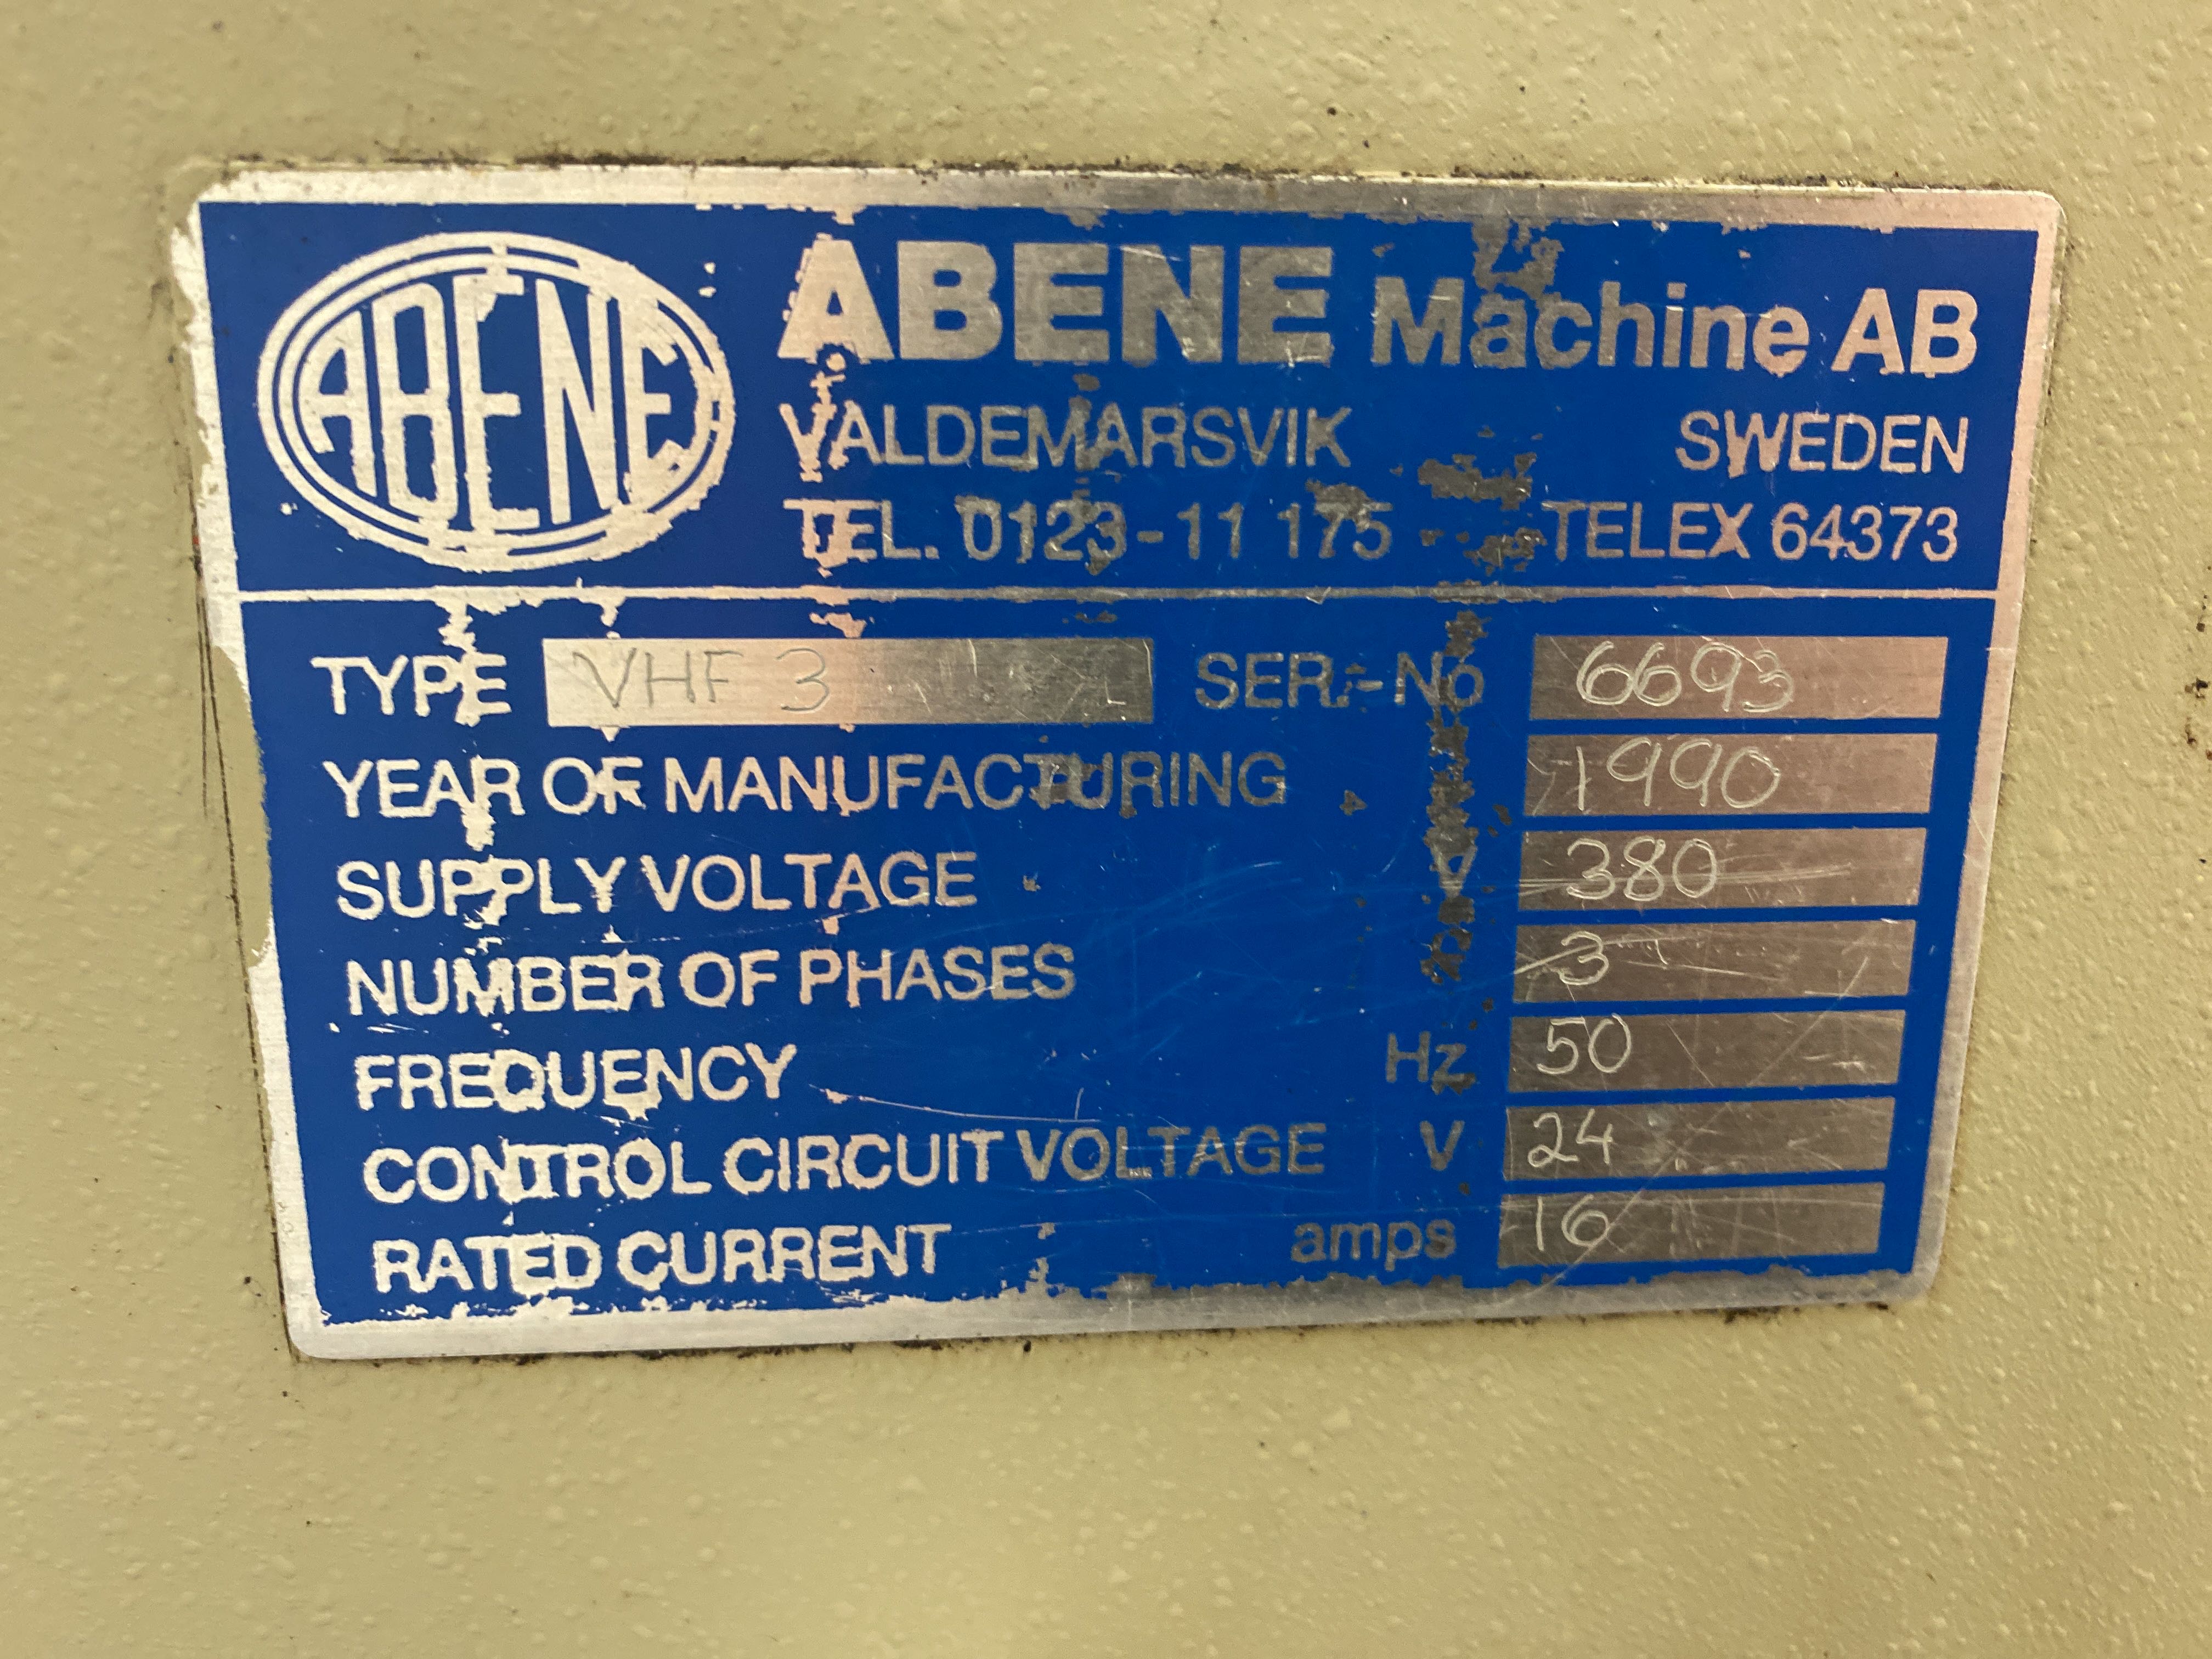 ABENE
ABENE Machine AB
VALDEMARSVIK SWEDEN
TEL. 0123-11 175 TELEX 64373
TYPE VHF 3 SER.-No 6693
YEAR OF MANUFACTURING 1990
SUPPLY VOLTAGE V 380
NUMBER OF PHASES 3
FREQUENCY Hz 50
CONTROL CIRCUIT VOLTAGE V 24
RATED CURRENT amps 16